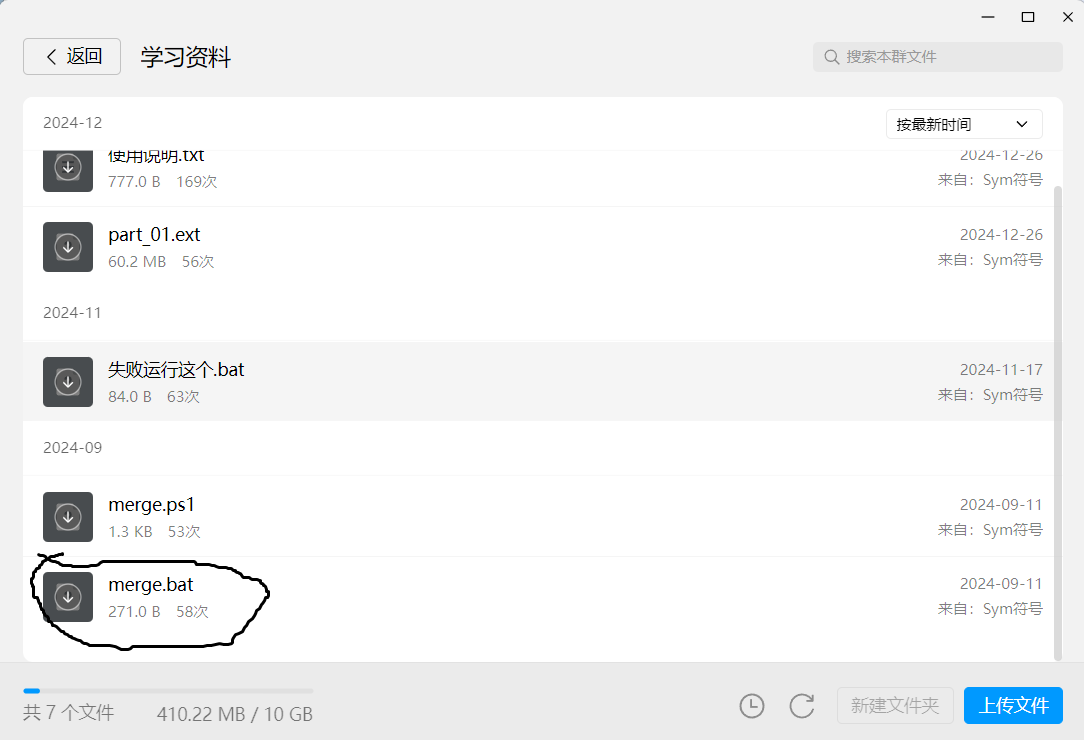 返回
学习资料
搜索本群文件
2024-12
按最新时间
使用说明.txt
2024-12-26
777.0 B 169次
来自：Sym符号
part_01.ext
2024-12-26
60.2 MB 56次
来自：Sym符号
2024-11
失败运行这个.bat
2024-11-17
84.0 B 63次
来自：Sym符号
2024-09
merge.ps1
2024-09-11
1.3 KB 53次
来自：Sym符号
merge.bat
2024-09-11
271.0 B 58次
来自：Sym符号
共 7 个文件
410.22 MB / 10 GB
新建文件夹
上传文件